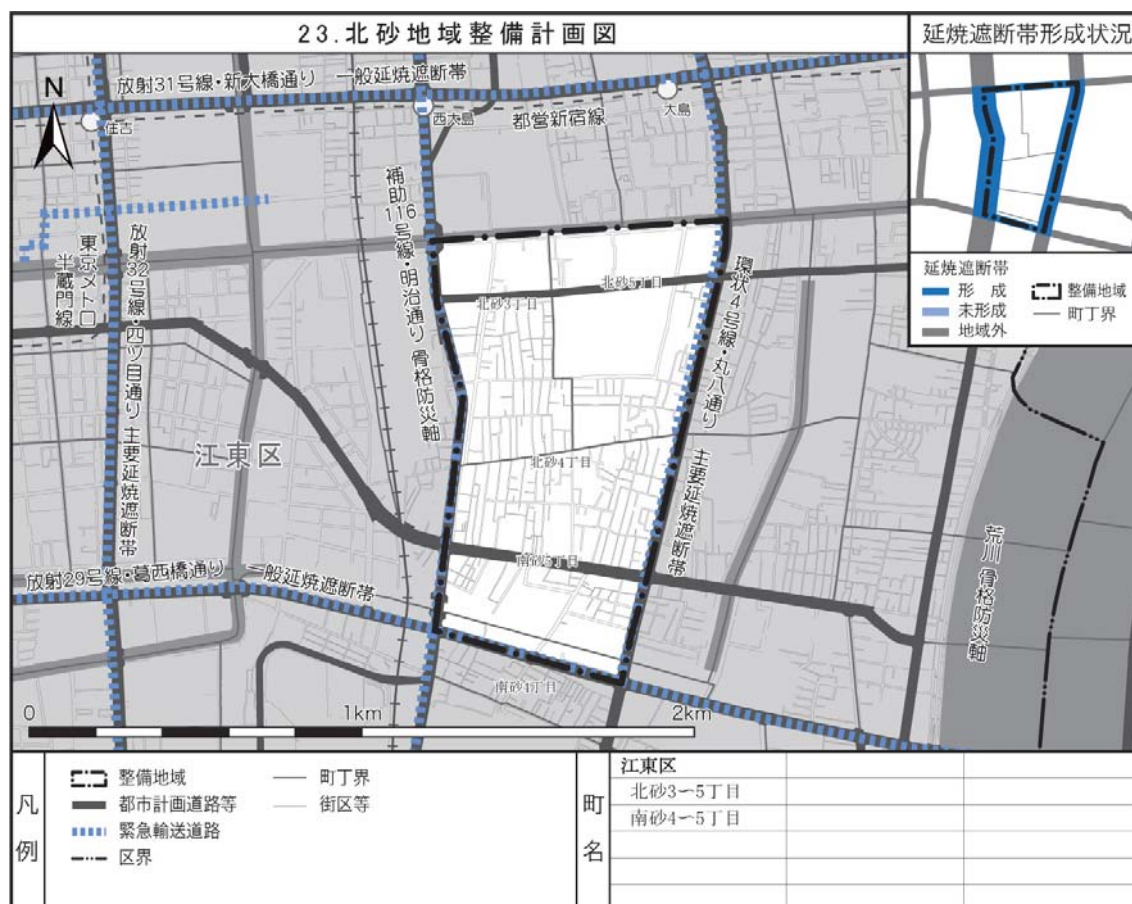 23.北砂地域整備計画図
延焼遮断帯形成状況
N
放射31号線・新大橋通り 一般延焼遮断帯
住吉
西大島
都営新宿線
大島
補助116号線・明治通り 骨格防災軸
放射32号線・四ツ目通り 主要延焼遮断帯
東京メトロ
半蔵門線
環状4号線・丸八通り 主要延焼遮断帯
北砂3丁目
北砂5丁目
北砂4丁目
江東区
南砂5丁目
放射29号線・葛西橋通り 一般延焼遮断帯
南砂4丁目
荒川 骨格防災軸
延焼遮断帯
形 成
未形成
地域外
整備地域
町丁界
0
1km
2km
凡例
整備地域
都市計画道路等
緊急輸送道路
区界
町丁界
街区等
町名
江東区
北砂3〜5丁目
南砂4〜5丁目